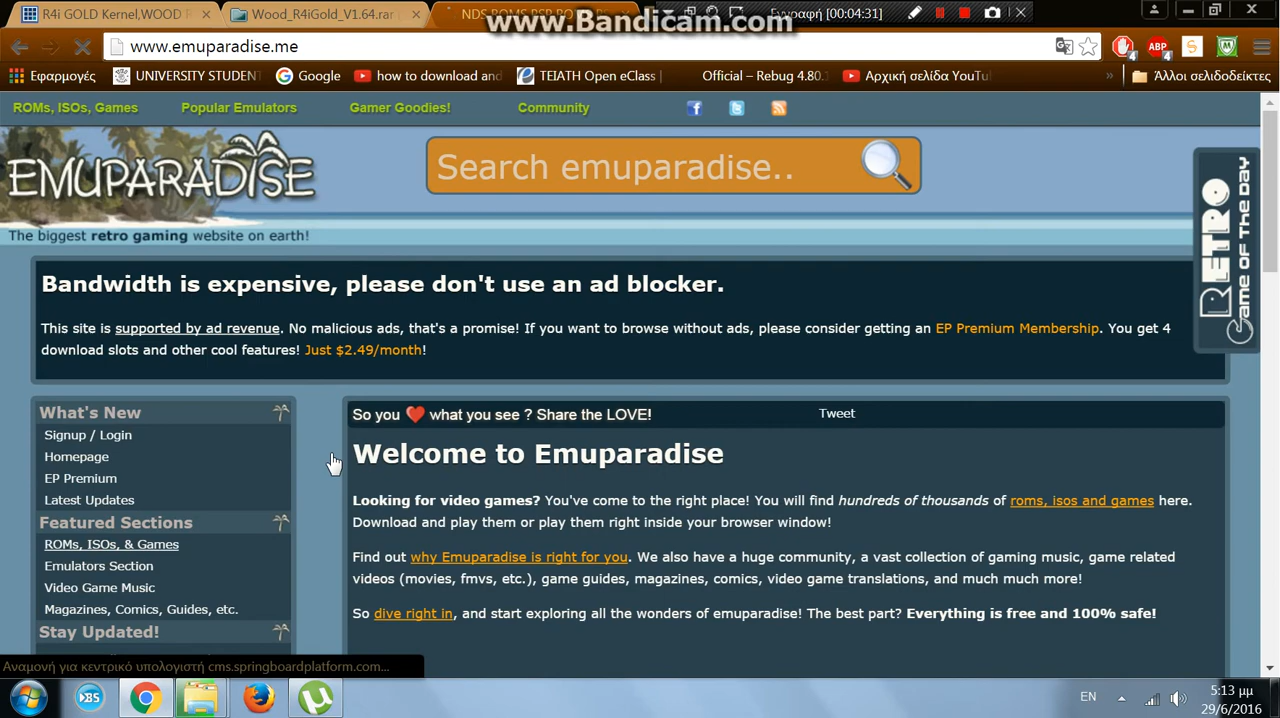 R4i GOLD Kernel,WOOD R
Wood_R4iGold_V1.64.rar
NDS ROMS PSP RO
www.Bandicam.com
Εγγραφή [00:04:31]
www.emuparadise.me
Εφαρμογές
UNIVERSITY STUDENT
Google
how to download and
TEIATH Open eClass |
Official – Rebug 4.80.
Αρχική σελίδα YouTu
»
Άλλοι σελιδοδείκτες
ROMs, ISOs, Games
Popular Emulators
Gamer Goodies!
Community
EMUPARADISE
Search emuparadise..
The biggest retro gaming website on earth!
RETRO
Game OF THE DAY
Bandwidth is expensive, please don't use an ad blocker.
This site is supported by ad revenue. No malicious ads, that's a promise! If you want to browse without ads, please consider getting an EP Premium Membership. You get 4
download slots and other cool features! Just $2.49/month!
What's New
Signup / Login
Homepage
EP Premium
Latest Updates
Featured Sections
ROMs, ISOs, & Games
Emulators Section
Video Game Music
Magazines, Comics, Guides, etc.
Stay Updated!
So you ❤ what you see ? Share the LOVE!
Tweet
Welcome to Emuparadise
Looking for video games? You've come to the right place! You will find hundreds of thousands of roms, isos and games here.
Download and play them or play them right inside your browser window!
Find out why Emuparadise is right for you. We also have a huge community, a vast collection of gaming music, game related
videos (movies, fmvs, etc.), game guides, magazines, comics, video game translations, and much much more!
So dive right in, and start exploring all the wonders of emuparadise! The best part? Everything is free and 100% safe!
Αναμονή για κεντρικό υπολογιστή cms.springboardplatform.com...
EN
5:13 μμ
29/6/2016